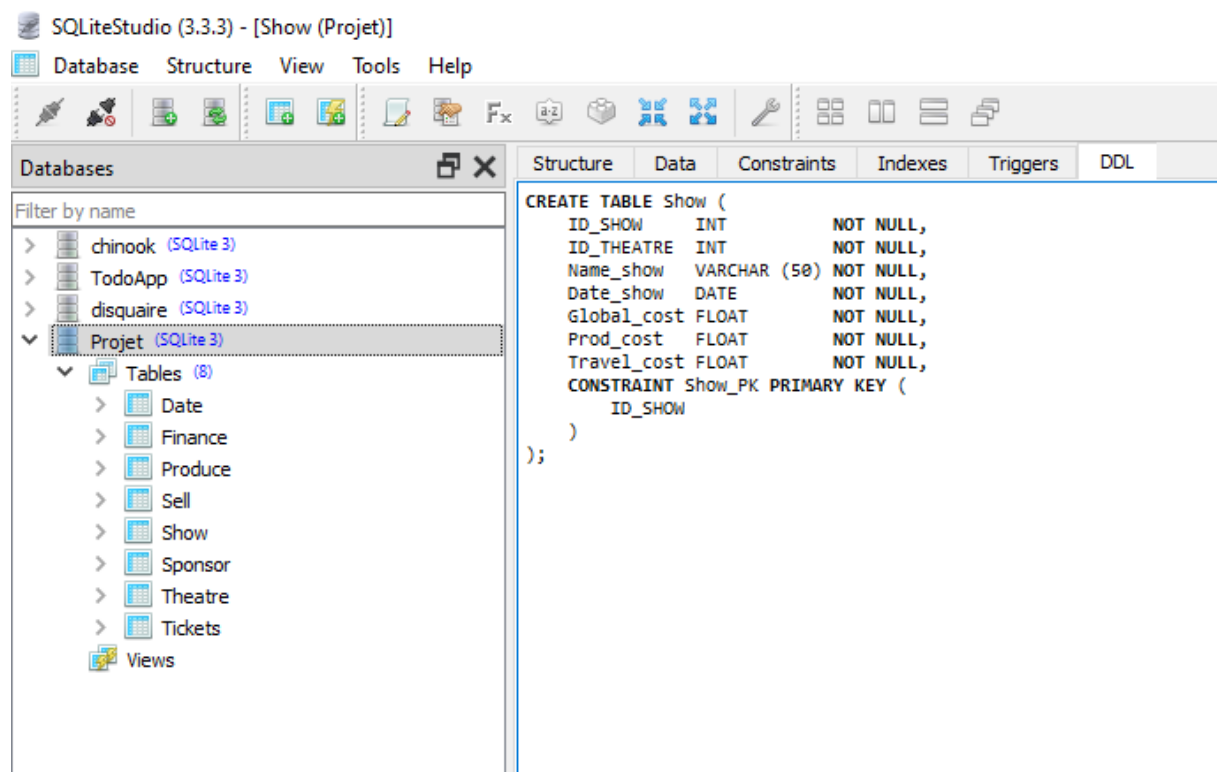 SQLiteStudio (3.3.3) - [Show (Projet)]
Database Structure View Tools Help
Databases
Filter by name
chinook (SQLite 3)
TodoApp (SQLite 3)
disquaire (SQLite 3)
Projet (SQLite 3)
Tables (8)
Date
Finance
Produce
Sell
Show
Sponsor
Theatre
Tickets
Views
Structure Data Constraints Indexes Triggers DDL
CREATE TABLE Show (
    ID_SHOW     INT          NOT NULL,
    ID_THEATRE  INT          NOT NULL,
    Name_show   VARCHAR (50) NOT NULL,
    Date_show   DATE         NOT NULL,
    Global_cost FLOAT        NOT NULL,
    Prod_cost   FLOAT        NOT NULL,
    Travel_cost FLOAT        NOT NULL,
    CONSTRAINT Show_PK PRIMARY KEY (
        ID_SHOW
    )
);